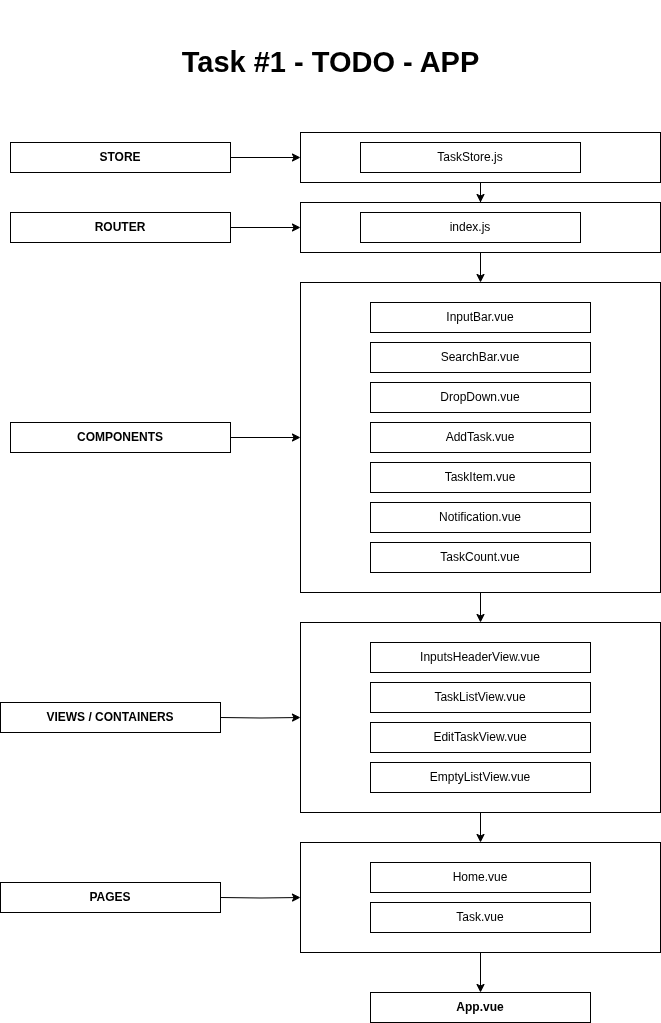 Task #1 - TODO - APP
STORE
TaskStore.js
ROUTER
index.js
COMPONENTS
InputBar.vue
SearchBar.vue
DropDown.vue
AddTask.vue
TaskItem.vue
Notification.vue
TaskCount.vue
VIEWS / CONTAINERS
InputsHeaderView.vue
TaskListView.vue
EditTaskView.vue
EmptyListView.vue
PAGES
Home.vue
Task.vue
App.vue